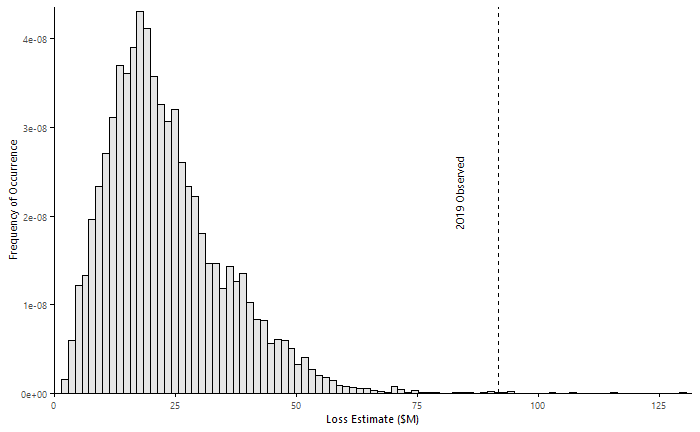 4e-08
3e-08
2e-08
1e-08
0e+00
Frequency of Occurrence
2019 Observed
0
25
50
75
100
125
Loss Estimate ($M)